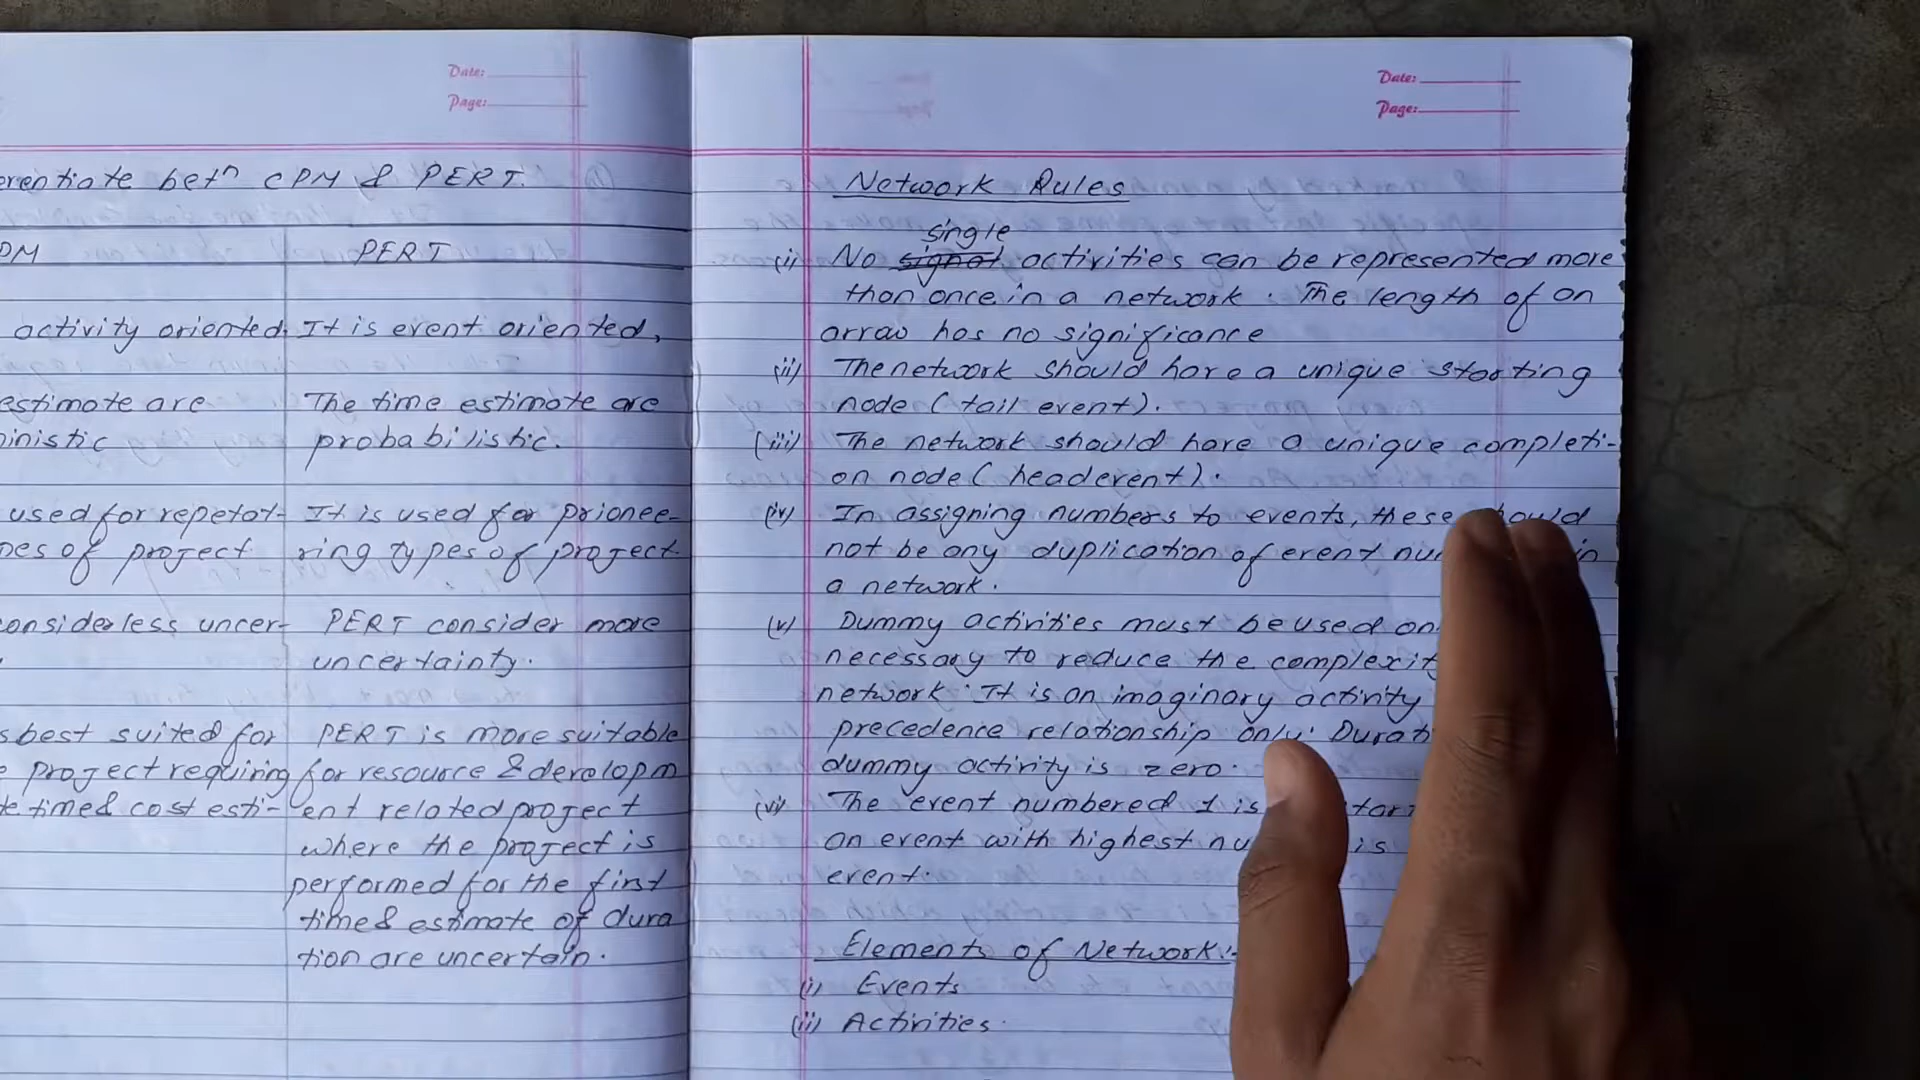 Date:
Page:
erentiate betn CPM & PERT.
PM PERT
activity oriented. It is event oriented,
estimate are The time estimate are
inistic probabilistic.
used for repetat- It is used for prionee-
pes of project ring types of project.
consider less uncer- PERT consider more
uncertainty.
s best suited for PERT is more suitable
e project requiring for resource & developm
te time & cost esti- ent related project
where the project is
performed for the first
time & estimate of dura
tion are uncertain.
Date:
Page:
Network Rules
single
(i) No activities can be represented more
than once in a network. The length of an
arraw has no significance
(ii) The network should have a unique starting
node (tail event).
(iii) The network should have a unique completi-
on node (head event).
(iv) In assigning numbers to events, these should
not be any duplication of event in
a network.
(v) Dummy activities must be used
necessary to reduce the
network. It is an imaginary activity
precedence relationship only.
dummy activity is zero.
(vi) The event numbered 1 is
an event with highest is
event.
Elements of Network:-
(i) Events
(ii) Activities.